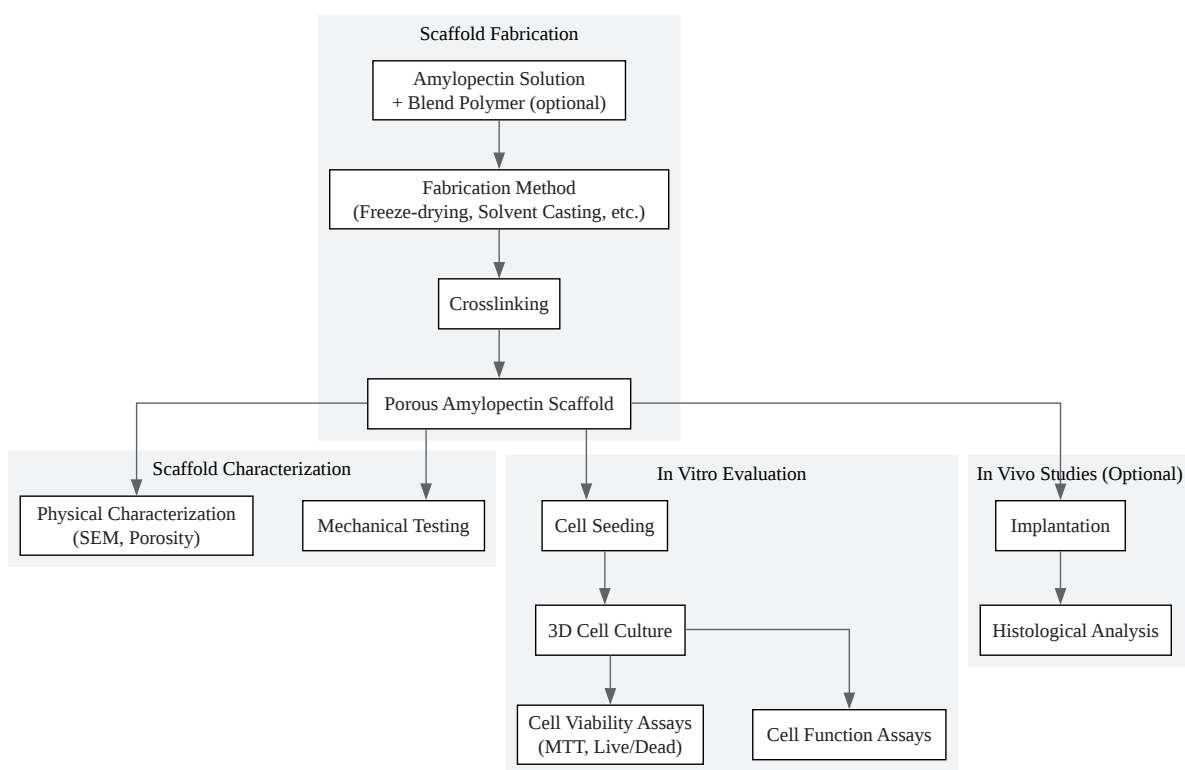 Scaffold Fabrication
Amylopectin Solution
+ Blend Polymer (optional)
Fabrication Method
(Freeze-drying, Solvent Casting, etc.)
Crosslinking
Porous Amylopectin Scaffold
Scaffold Characterization
Physical Characterization
(SEM, Porosity)
Mechanical Testing
In Vitro Evaluation
Cell Seeding
3D Cell Culture
Cell Viability Assays
(MTT, Live/Dead)
Cell Function Assays
In Vivo Studies (Optional)
Implantation
Histological Analysis